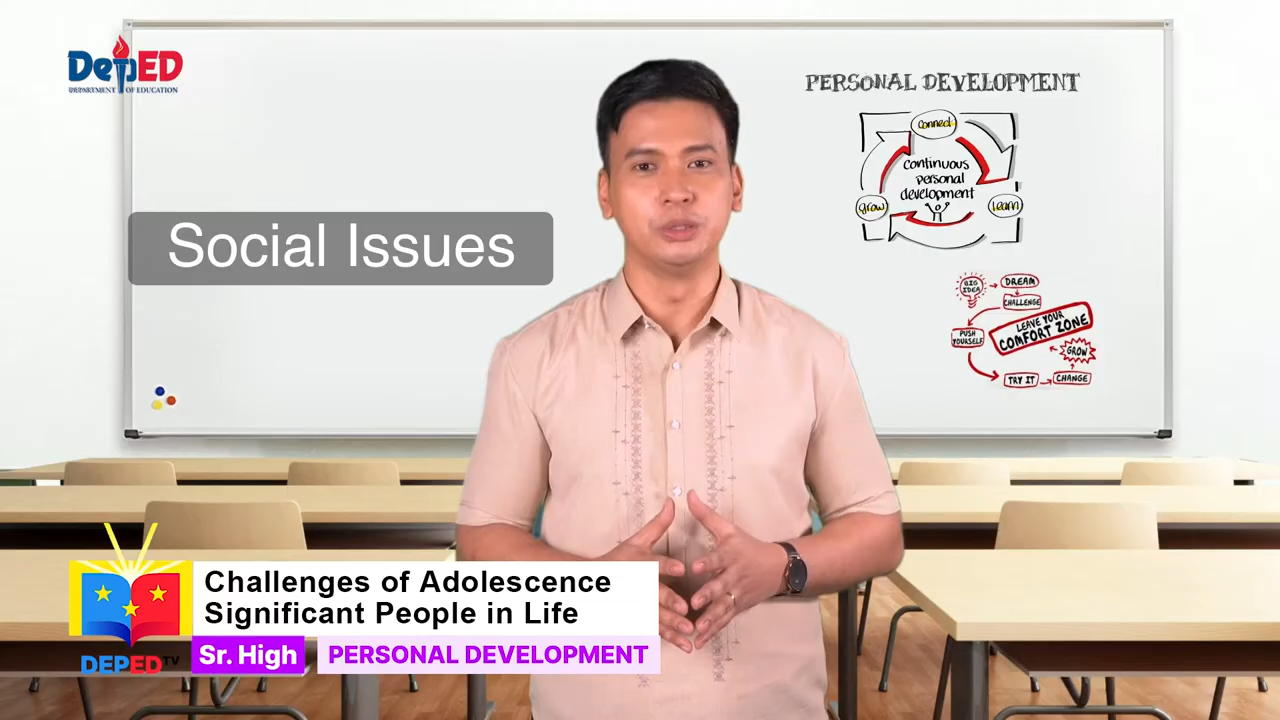 DepED
DEPARTMENT OF EDUCATION
PERSONAL DEVELOPMENT
connect
continuous
personal
development
grow
learn
Social Issues
BIG
IDEA
DREAM
CHALLENGE
PUSH
YOURSELF
LEAVE YOUR
COMFORT ZONE
GROW
TRY IT
CHANGE
Challenges of Adolescence
Significant People in Life
DEPED TV
Sr. High
PERSONAL DEVELOPMENT